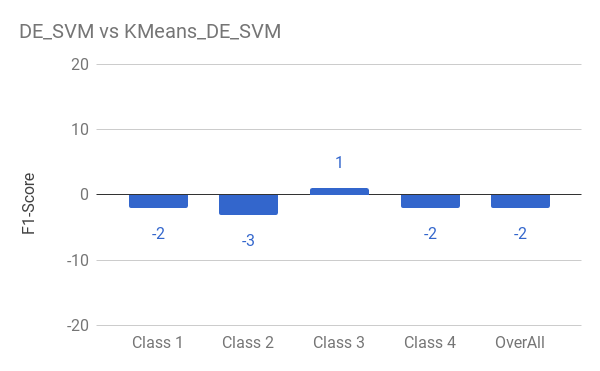 DE_SVM vs KMeans_DE_SVM
F1-Score
20
10
0
-10
-20
-2
-3
1
-2
-2
Class 1
Class 2
Class 3
Class 4
OverAll